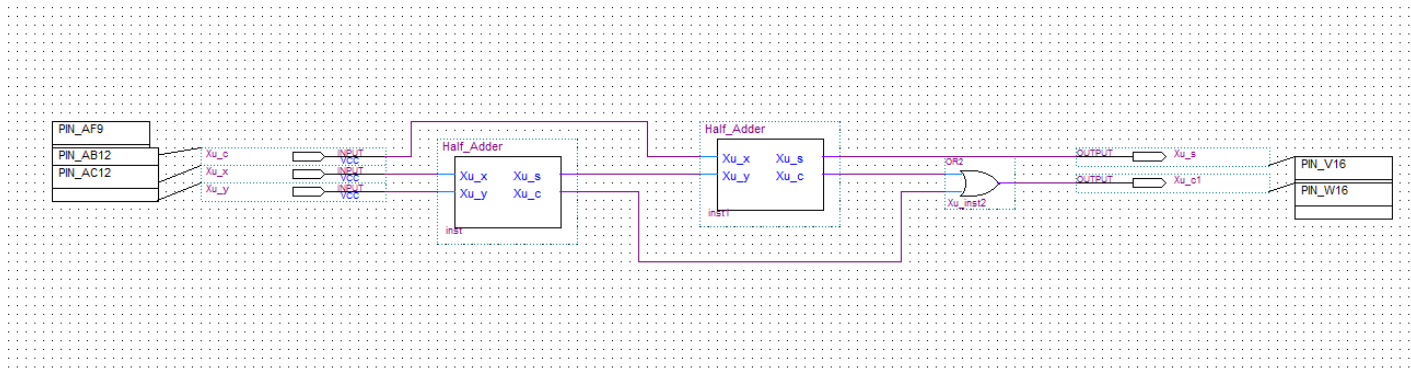 PIN_AF9
PIN_AB12
PIN_AC12
Xu_c
INPUT
VCC
Xu_x
INPUT
VCC
Xu_y
INPUT
VCC
Half_Adder
Xu_x Xu_s
Xu_y Xu_c
inst
Half_Adder
Xu_x Xu_s
Xu_y Xu_c
inst1
OR2
Xu_inst2
OUTPUT Xu_s
OUTPUT Xu_c1
PIN_V16
PIN_W16